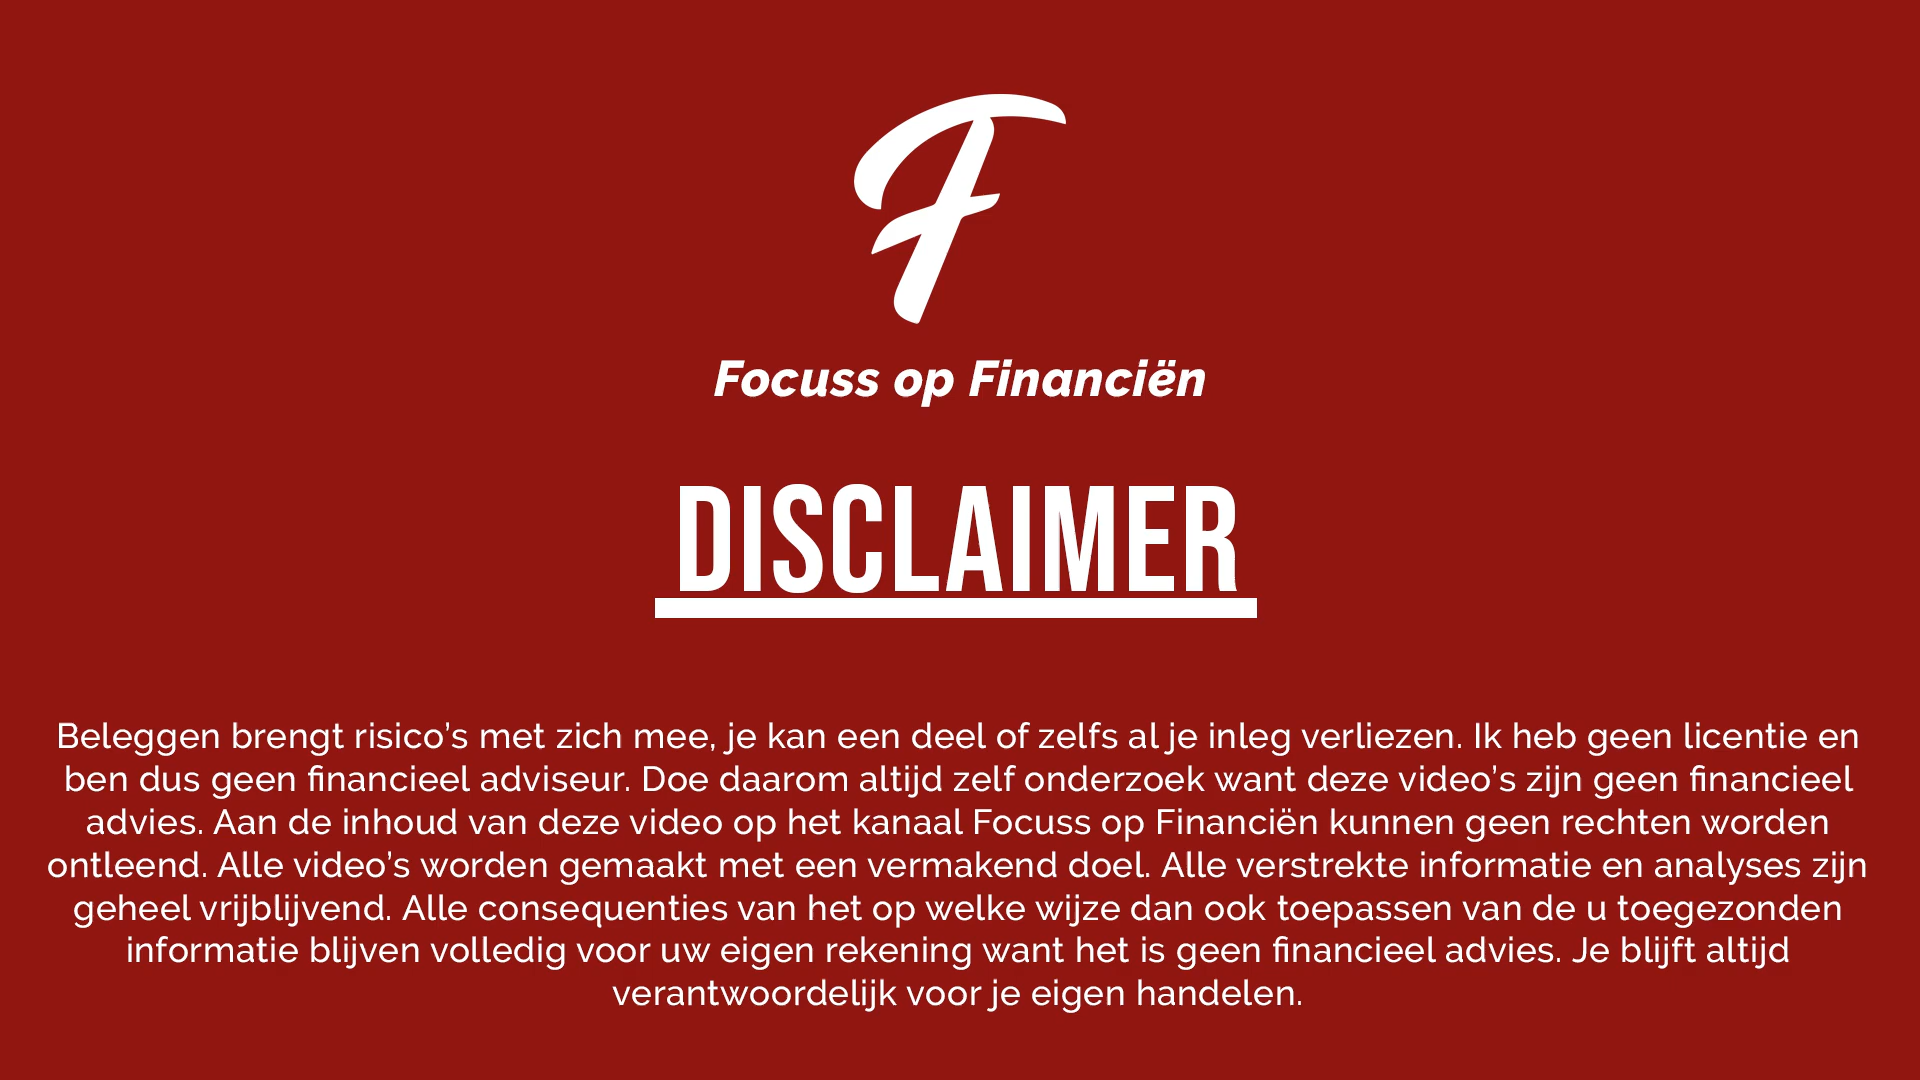 F
Focuss op Financiën
DISCLAIMER
Beleggen brengt risico’s met zich mee, je kan een deel of zelfs al je inleg verliezen. Ik heb geen licentie en
ben dus geen financieel adviseur. Doe daarom altijd zelf onderzoek want deze video’s zijn geen financieel
advies. Aan de inhoud van deze video op het kanaal Focuss op Financiën kunnen geen rechten worden
ontleend. Alle video’s worden gemaakt met een vermakend doel. Alle verstrekte informatie en analyses zijn
geheel vrijblijvend. Alle consequenties van het op welke wijze dan ook toepassen van de u toegezonden
informatie blijven volledig voor uw eigen rekening want het is geen financieel advies. Je blijft altijd
verantwoordelijk voor je eigen handelen.